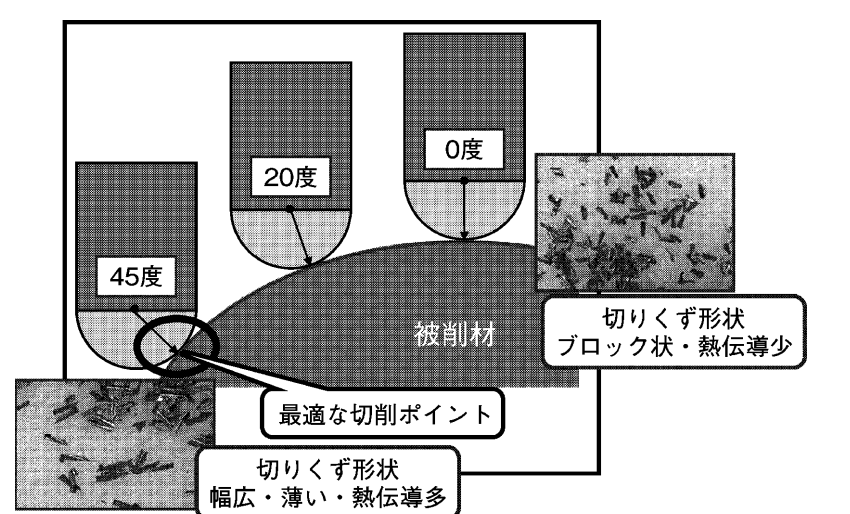 0度
20度
45度
被削材
切りくず形状
ブロック状・熱伝導少
最適な切削ポイント
切りくず形状
幅広・薄い・熱伝導多